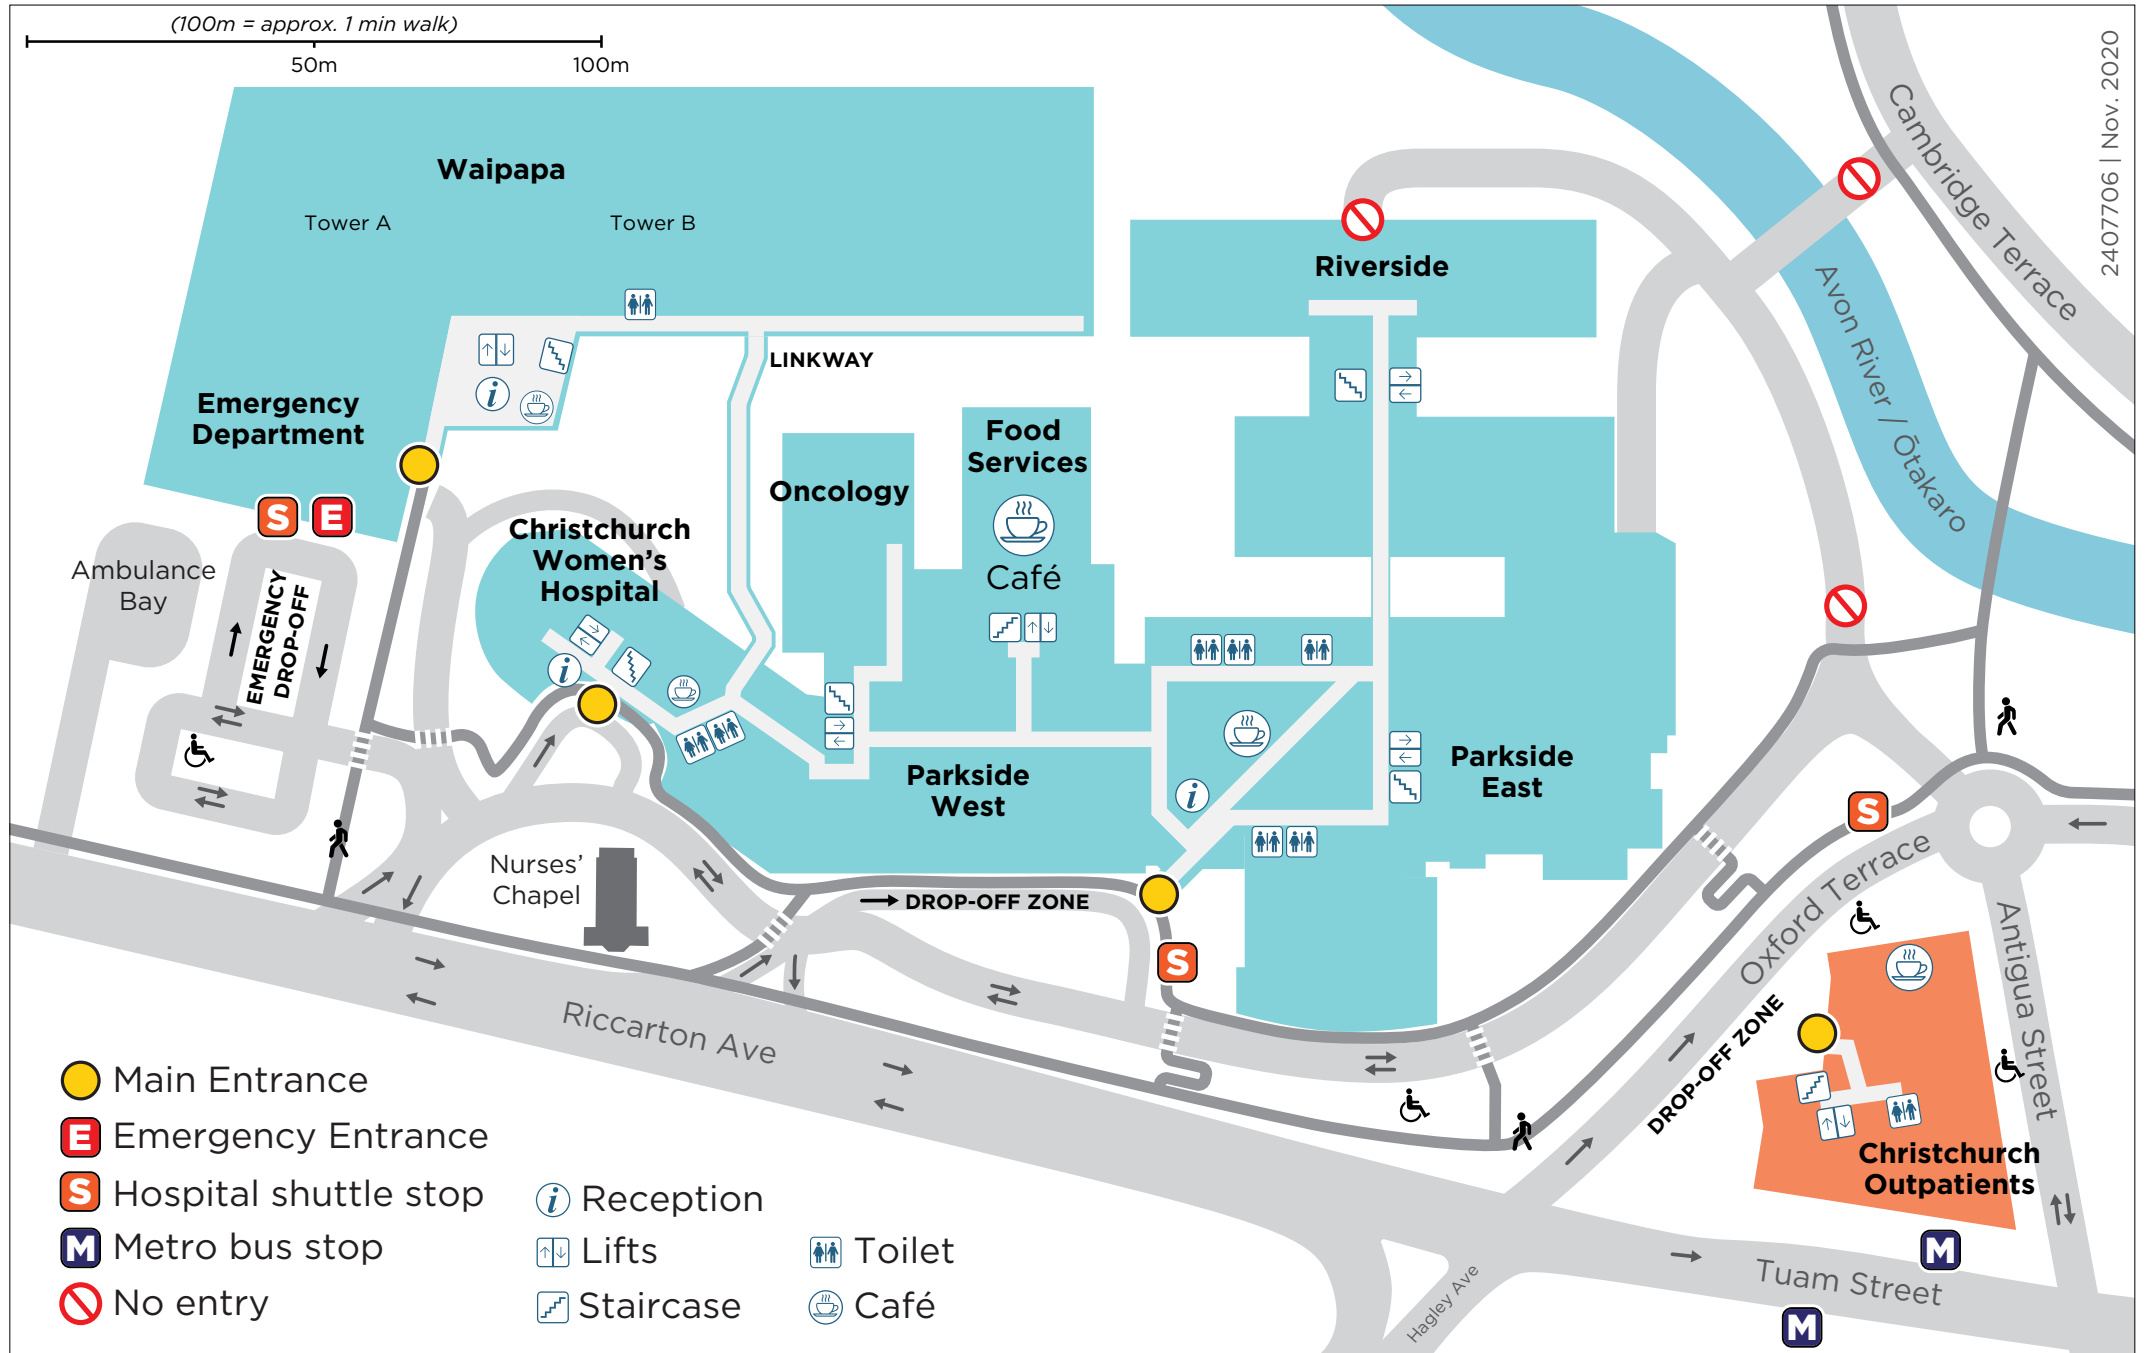 (100m = approx. 1 min walk)
50m
100m
2407706 | Nov. 2020
Waipapa
Tower A
Tower B
Cambridge Terrace
Riverside
Avon River / Ōtakaro
LINKWAY
Emergency
Department
Food
Services
Café
Oncology
S
E
Christchurch
Women's
Hospital
Ambulance
Bay
EMERGENCY
DROP-OFF
i
i
Parkside
West
Parkside
East
i
S
Nurses'
Chapel
DROP-OFF ZONE
S
Oxford Terrace
Antigua Street
DROP-OFF ZONE
Riccarton Ave
Christchurch
Outpatients
M
Tuam Street
M
Hagley Ave
Main Entrance
E Emergency Entrance
S Hospital shuttle stop
M Metro bus stop
No entry
i Reception
Lifts
Staircase
Toilet
Café